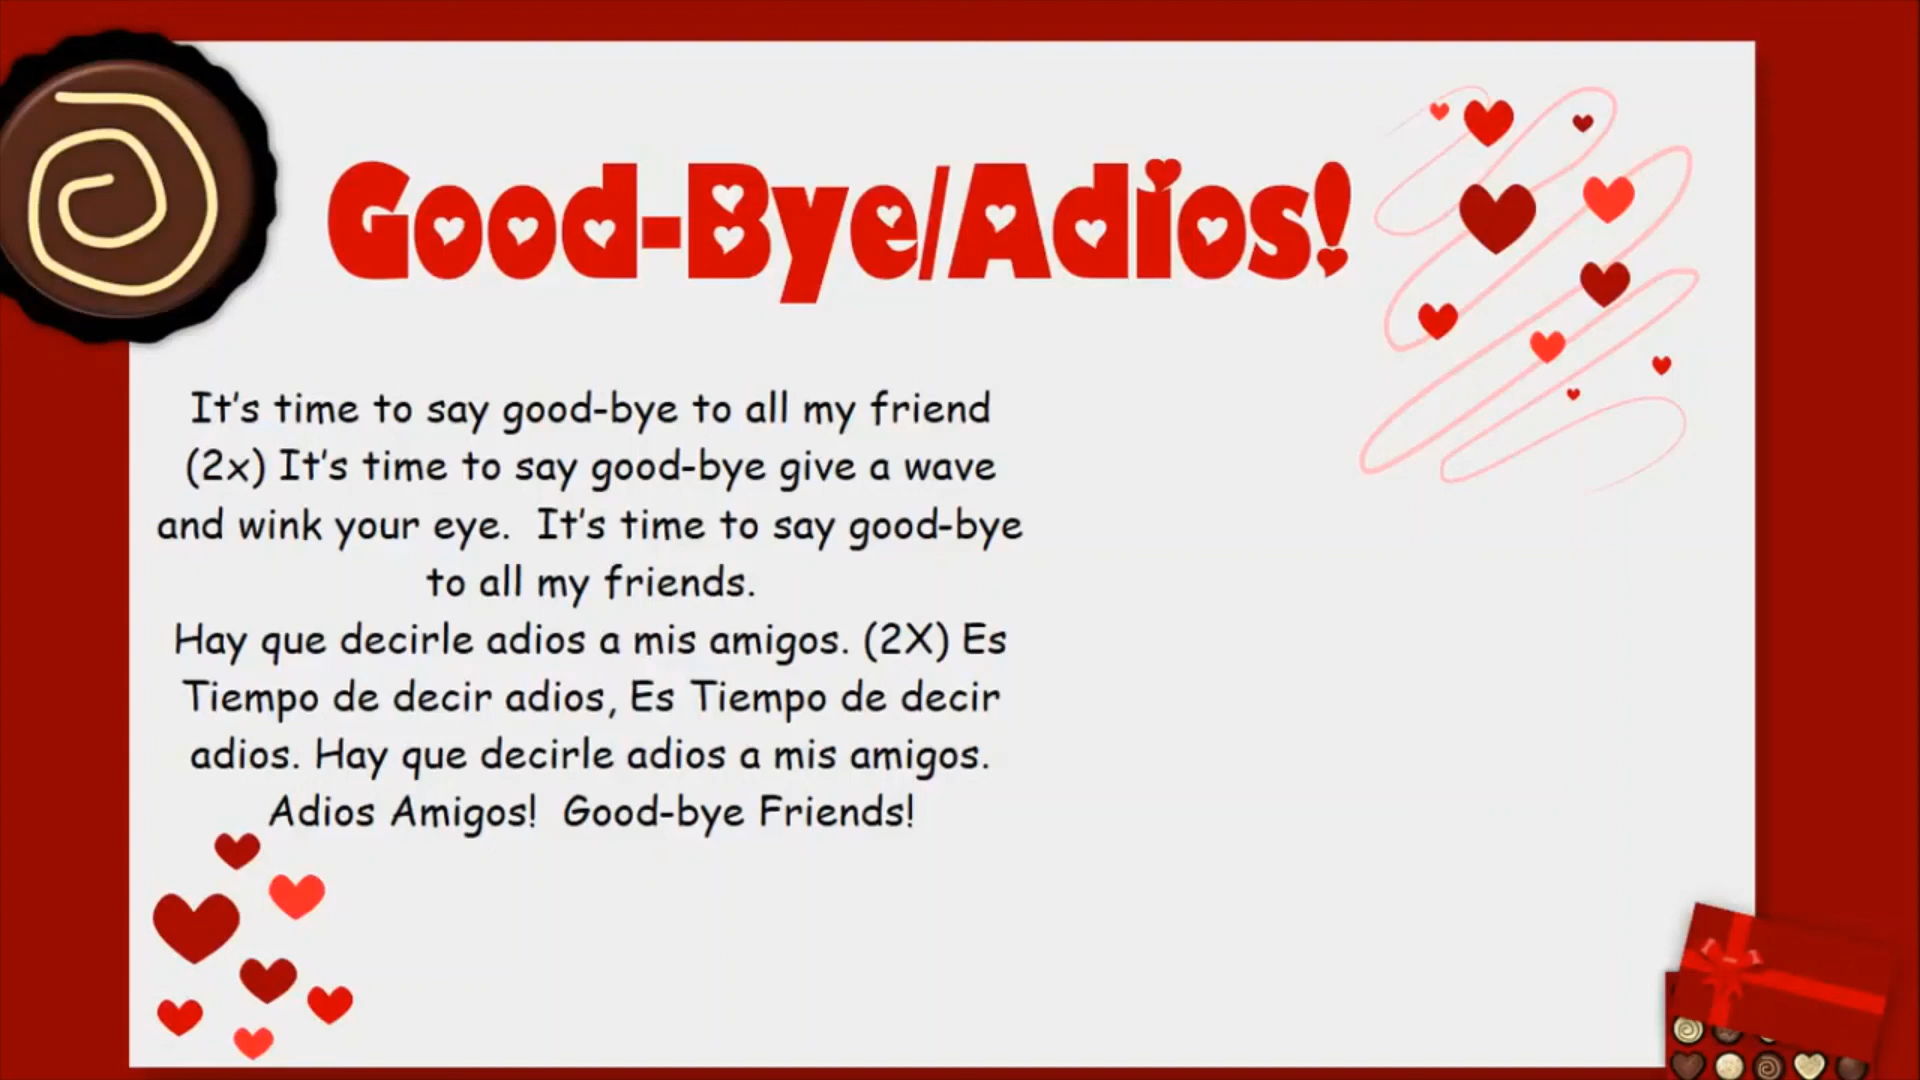 Good-Bye/Adios!
It's time to say good-bye to all my friend
(2x) It's time to say good-bye give a wave
and wink your eye.  It's time to say good-bye
to all my friends.
Hay que decirle adios a mis amigos. (2X) Es
Tiempo de decir adios, Es Tiempo de decir
adios. Hay que decirle adios a mis amigos.
Adios Amigos!  Good-bye Friends!